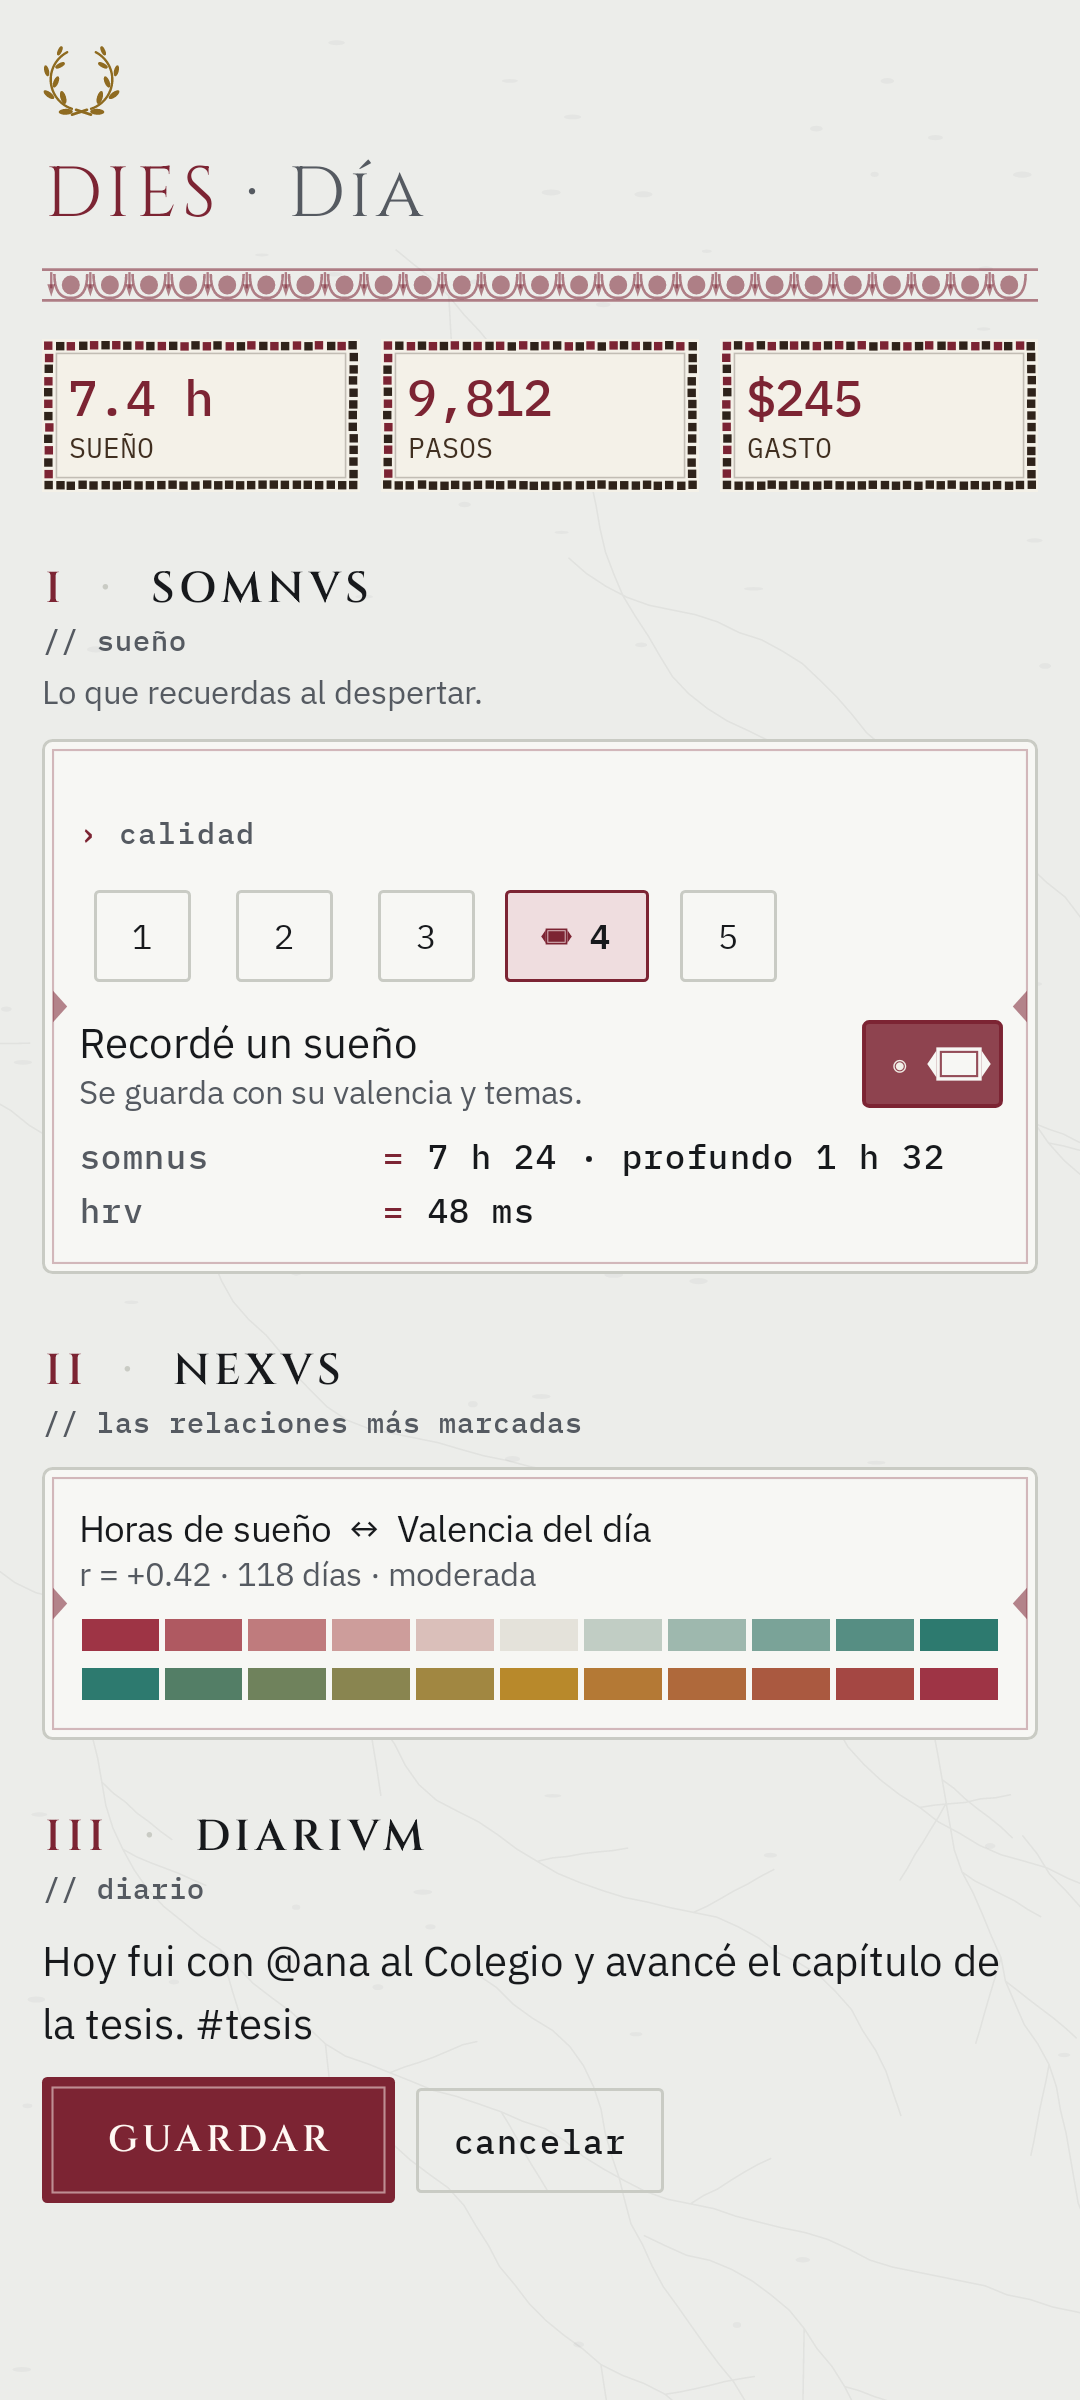 DIES · DíA
7.4 h
SUEÑO
9,812
PASOS
$245
GASTO
I · SOMNVS
// sueño
Lo que recuerdas al despertar.
› calidad
1 2 3 4 5
Recordé un sueño
Se guarda con su valencia y temas.
somnus = 7 h 24 · profundo 1 h 32
hrv = 48 ms
II · NEXVS
// las relaciones más marcadas
Horas de sueño ↔ Valencia del día
r = +0.42 · 118 días · moderada
III · DIARIVM
// diario
Hoy fui con @ana al Colegio y avancé el capítulo de
la tesis. #tesis
GUARDAR
cancelar